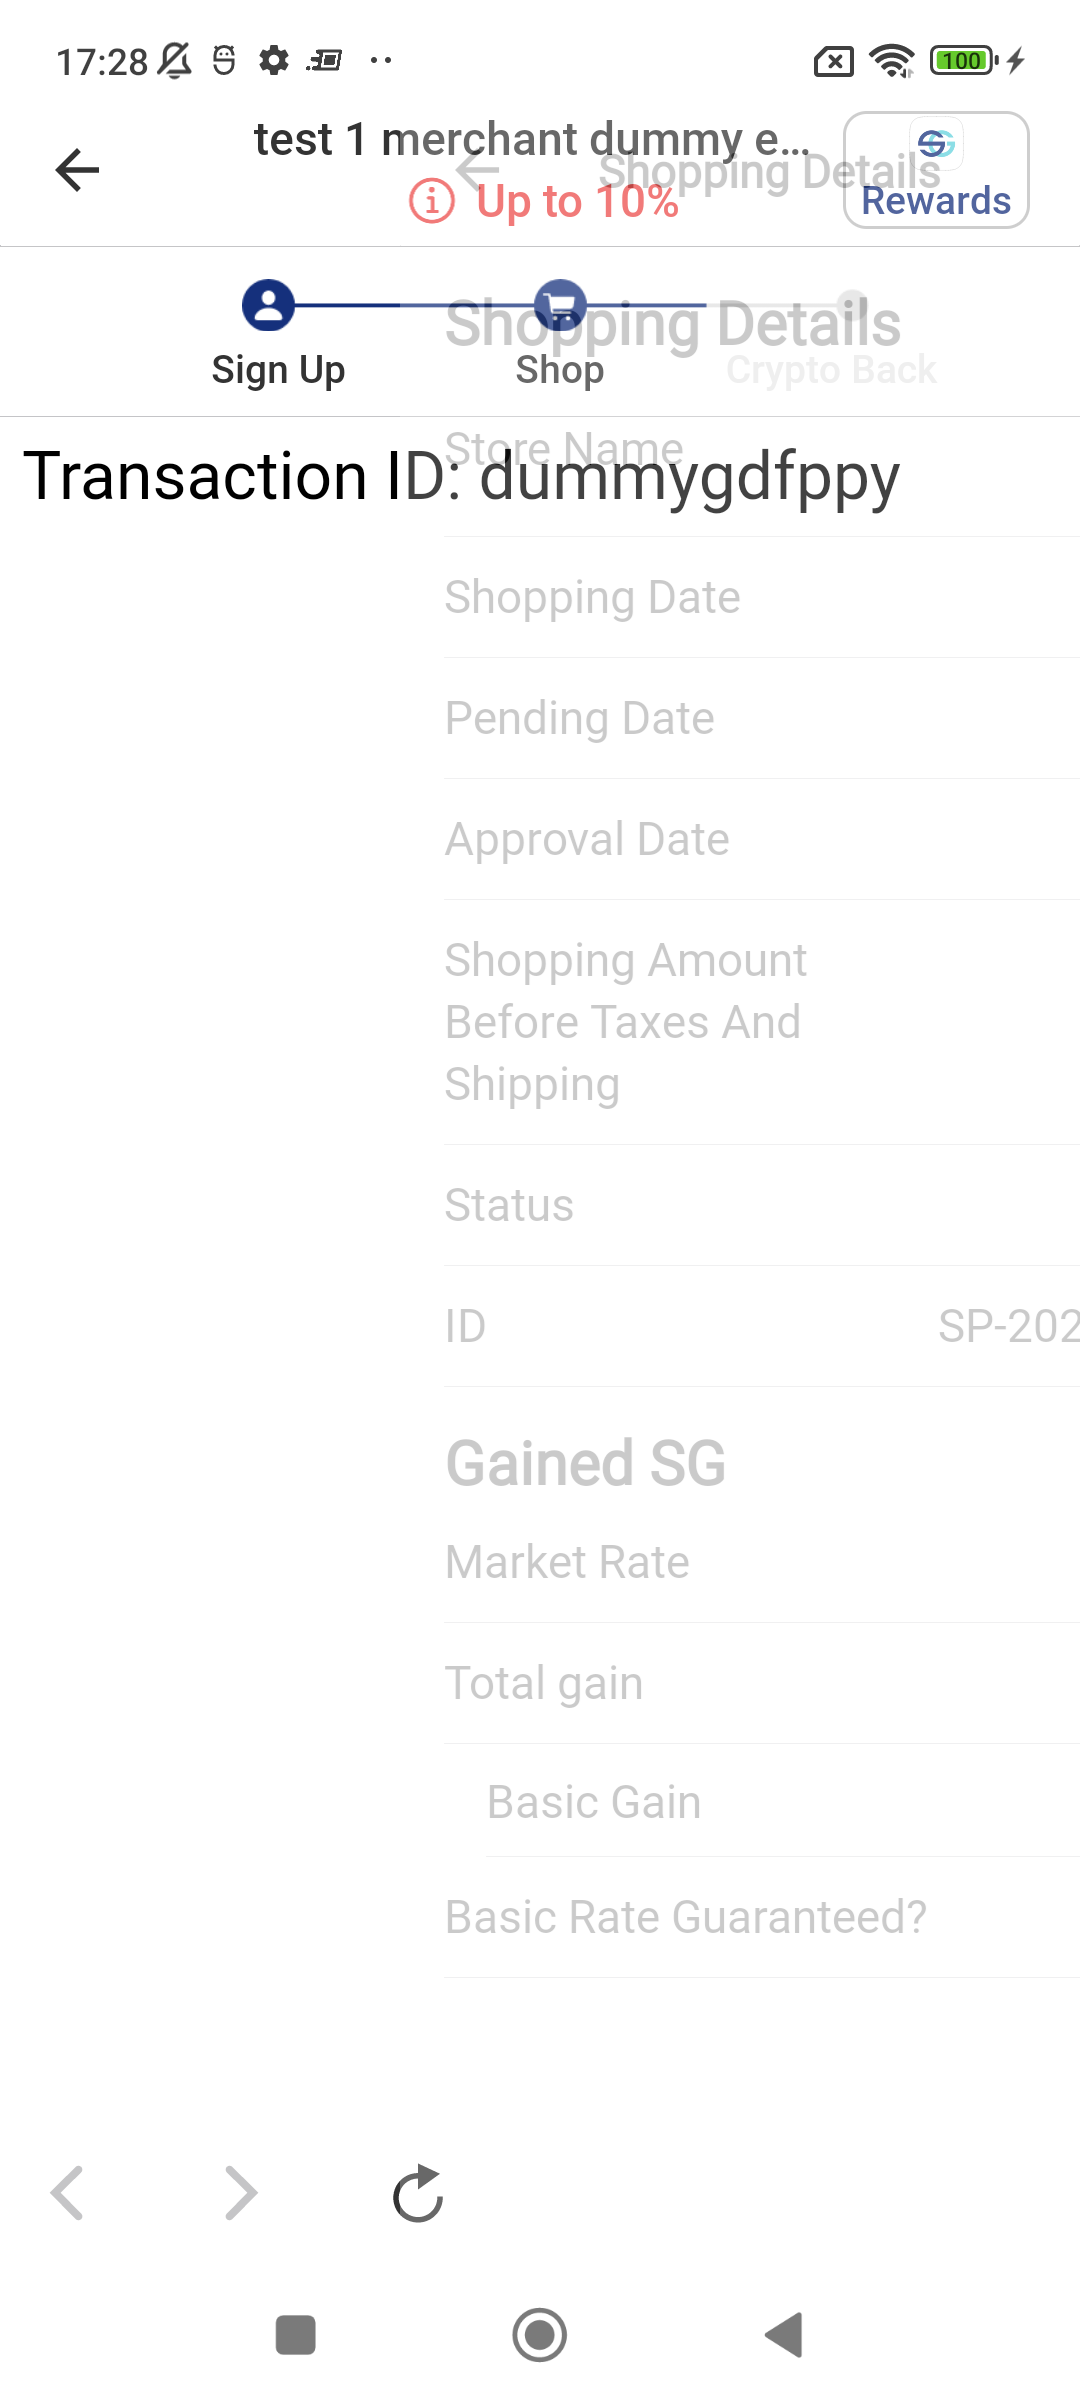 17:28
100
test 1 merchant dummy e...
Shopping Details
Up to 10%
Rewards
Shopping Details
Sign Up
Shop
Crypto Back
Store Name
Transaction ID: dummygdfppy
Shopping Date
Pending Date
Approval Date
Shopping Amount
Before Taxes And
Shipping
Status
ID SP-202
Gained SG
Market Rate
Total gain
Basic Gain
Basic Rate Guaranteed?